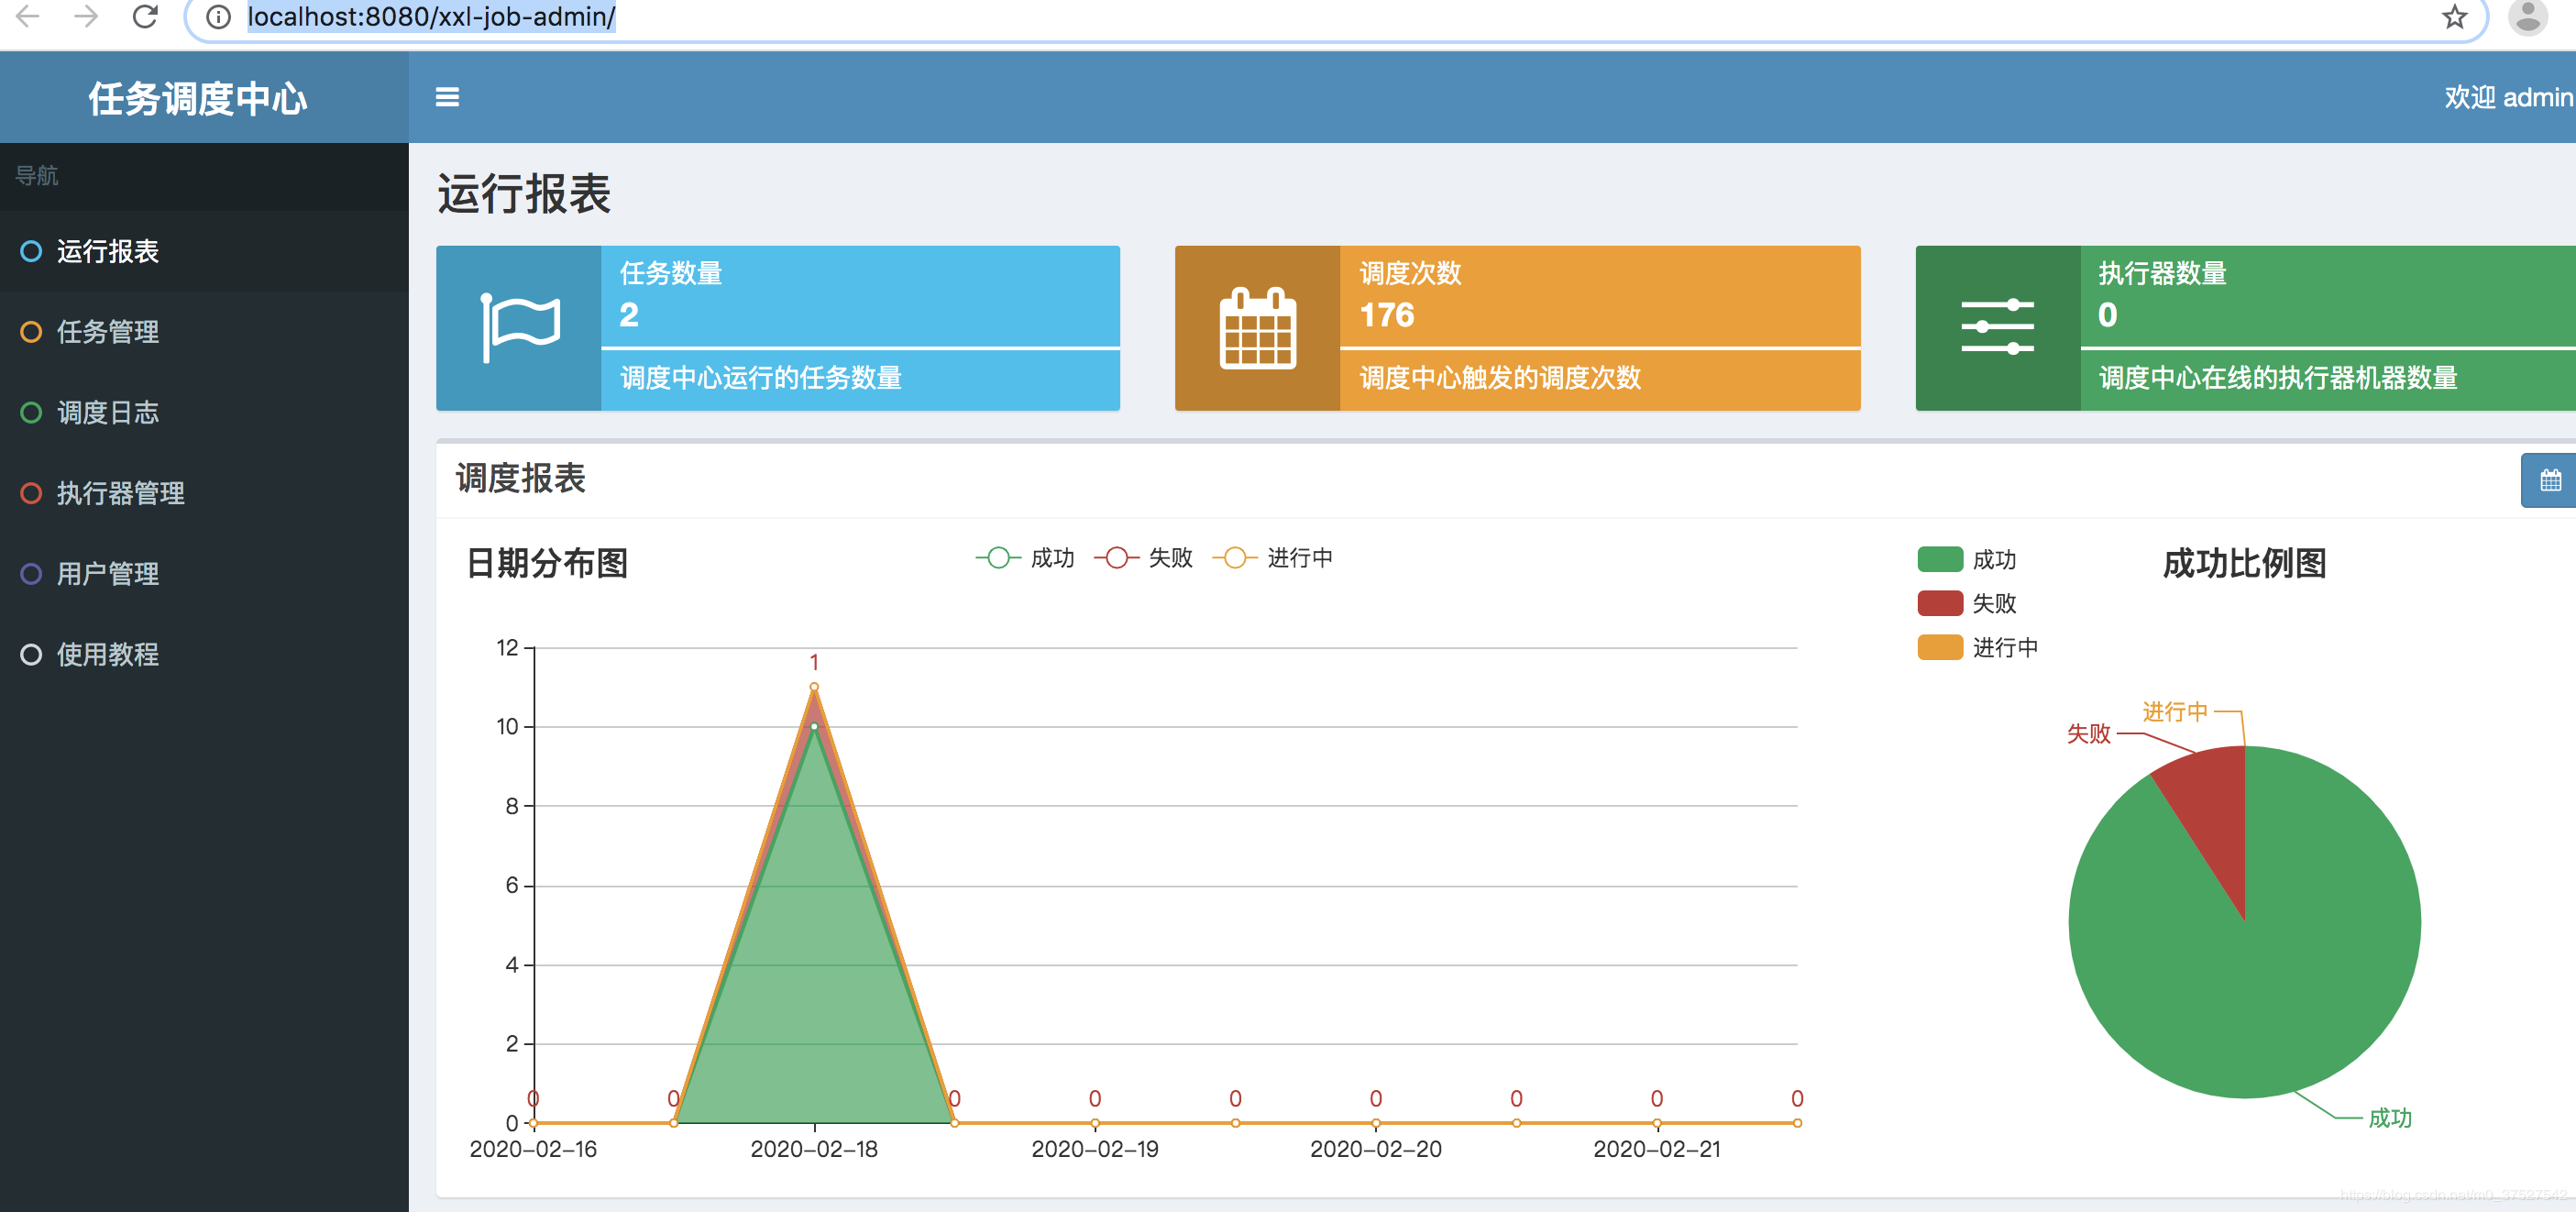 localhost:8080/xxl-job-admin/
任务调度中心
欢迎 admin
导航
运行报表
任务管理
调度日志
执行器管理
用户管理
使用教程
运行报表
任务数量
2
调度中心运行的任务数量
调度次数
176
调度中心触发的调度次数
执行器数量
0
调度中心在线的执行器机器数量
调度报表
日期分布图
成功 失败 进行中
12
10
8
6
4
2
0
1
0 0 0 0 0 0 0 0
2020-02-16 2020-02-18 2020-02-19 2020-02-20 2020-02-21
成功比例图
成功
失败
进行中
进行中
失败
成功
https://blog.csdn.net/m0_37527542